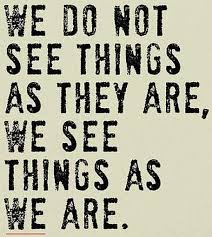 WE DO NOT
SEE THINGS
AS THEY ARE,
WE SEE
THINGS AS
WE ARE.